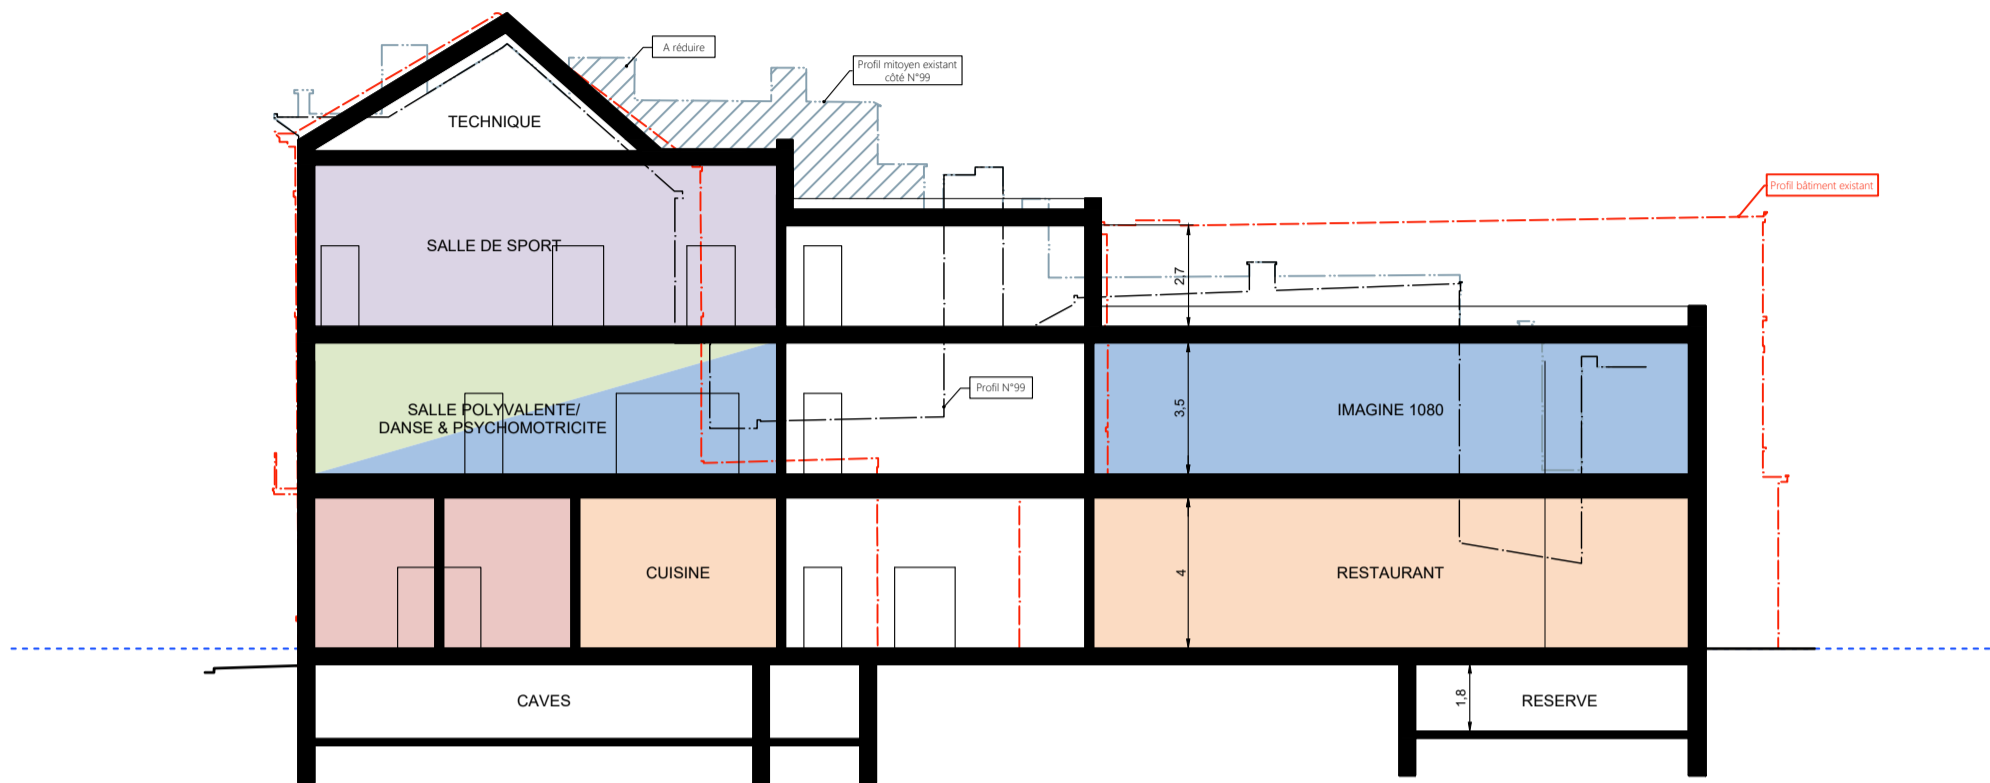 A réduire
Profil mitoyen existant
côté N°99
TECHNIQUE
Profil bâtiment existant
SALLE DE SPORT
2,7
Profil N°99
SALLE POLYVALENTE/
DANSE & PSYCHOMOTRICITE
3,5
IMAGINE 1080
CUISINE
4
RESTAURANT
CAVES
1,8
RESERVE